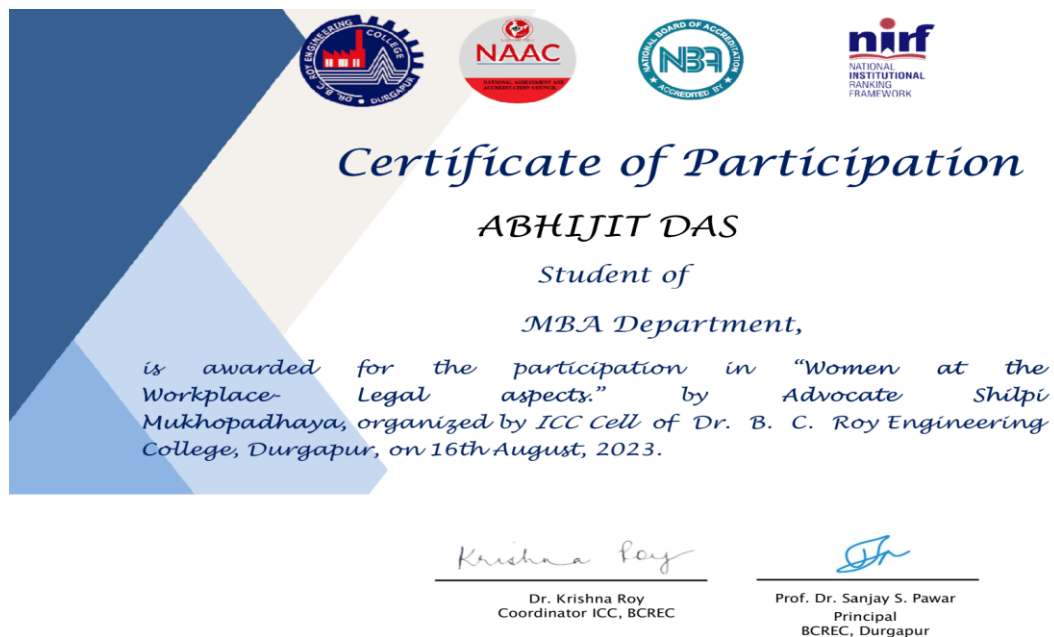 DR. B.C. ROY ENGINEERING COLLEGE • DURGAPUR •
NAAC
NATIONAL ASSESSMENT AND
ACCREDITATION COUNCIL
NATIONAL BOARD OF ACCREDITATION
NBA
ACCREDITED BY
nirf
NATIONAL
INSTITUTIONAL
RANKING
FRAMEWORK
Certificate of Participation
ABHIJIT DAS
Student of
MBA Department,
is awarded for the participation in “Women at the
Workplace- Legal aspects.” by Advocate Shilpi
Mukhopadhaya, organized by ICC Cell of Dr. B. C. Roy Engineering
College, Durgapur, on 16th August, 2023.
Krishna Roy
Dr. Krishna Roy
Coordinator ICC, BCREC
Prof. Dr. Sanjay S. Pawar
Principal
BCREC, Durgapur